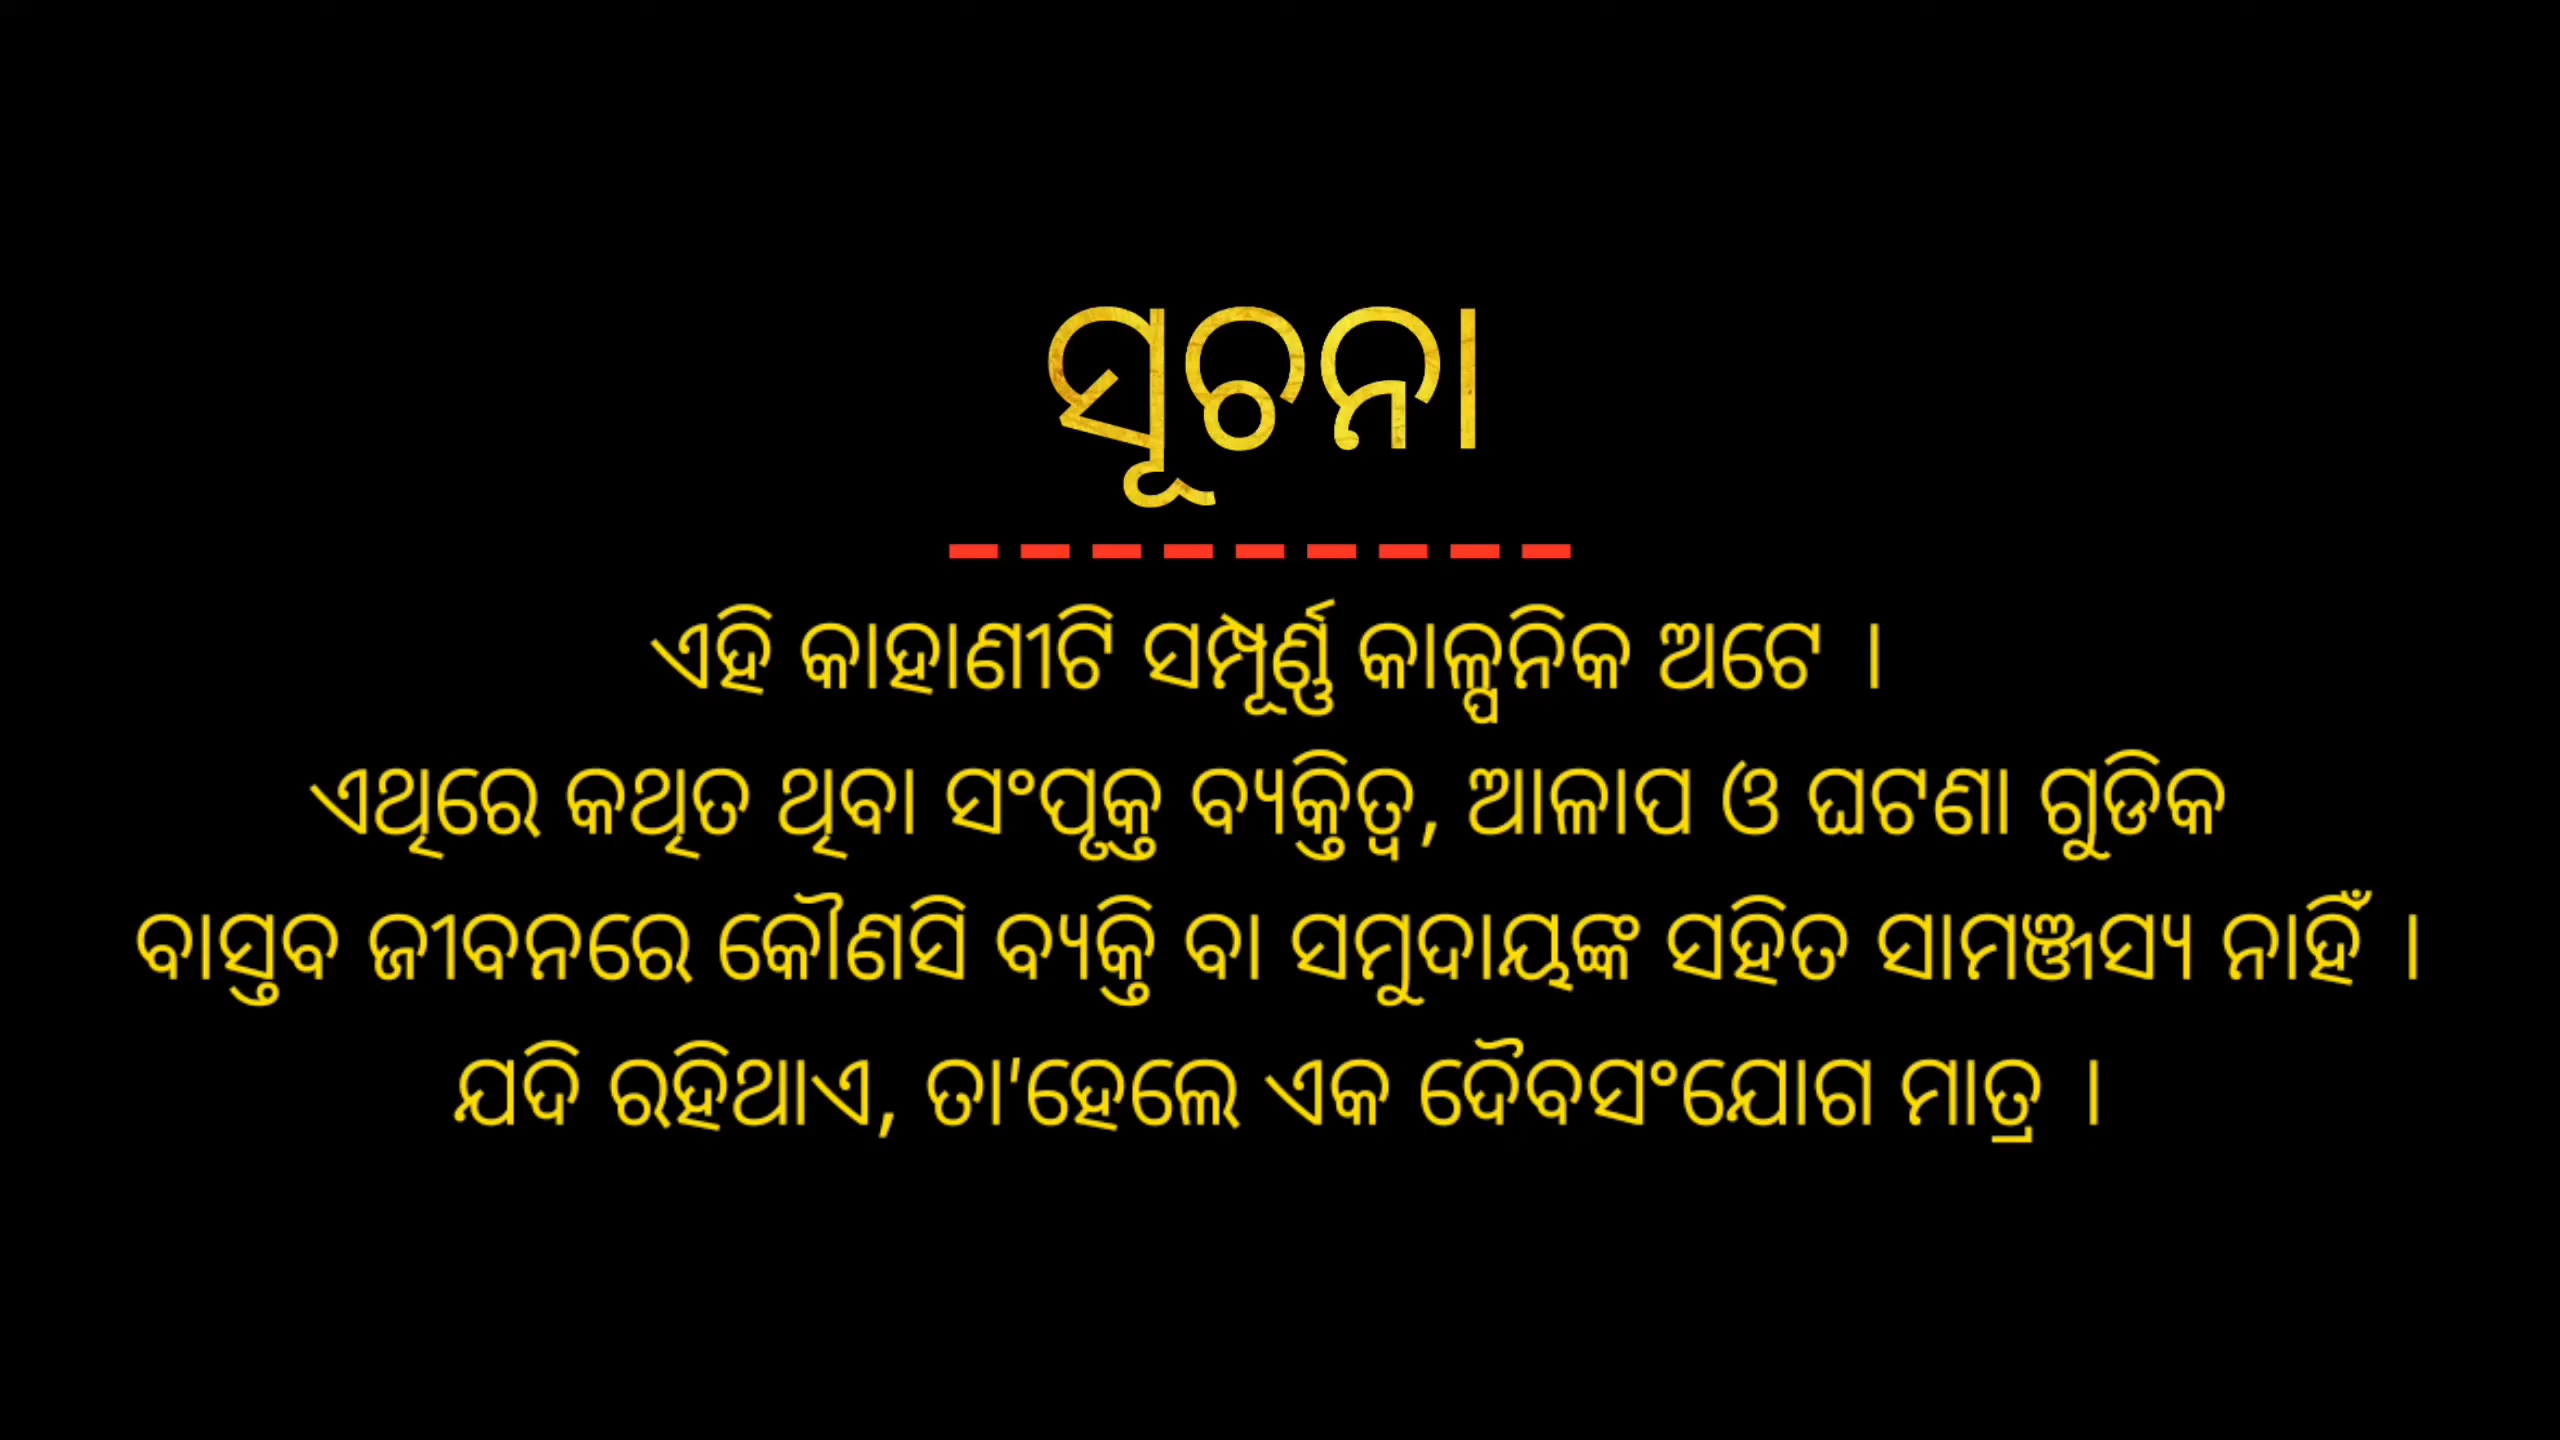 ସୂଚନା
ଏହି କାହାଣୀଟି ସମ୍ପୂର୍ଣ୍ଣ କାଳ୍ପନିକ ଅଟେ ।
ଏଥିରେ କଥିତ ଥିବା ସଂପୃକ୍ତ ବ୍ୟକ୍ତିତ୍ୱ, ଆଳାପ ଓ ଘଟଣା ଗୁଡିକ
ବାସ୍ତବ ଜୀବନରେ କୌଣସି ବ୍ୟକ୍ତି ବା ସମୁଦାୟଙ୍କ ସହିତ ସାମଞ୍ଜସ୍ୟ ନାହିଁ ।
ଯଦି ରହିଥାଏ, ତା'ହେଲେ ଏକ ଦୈବସଂଯୋଗ ମାତ୍ର ।